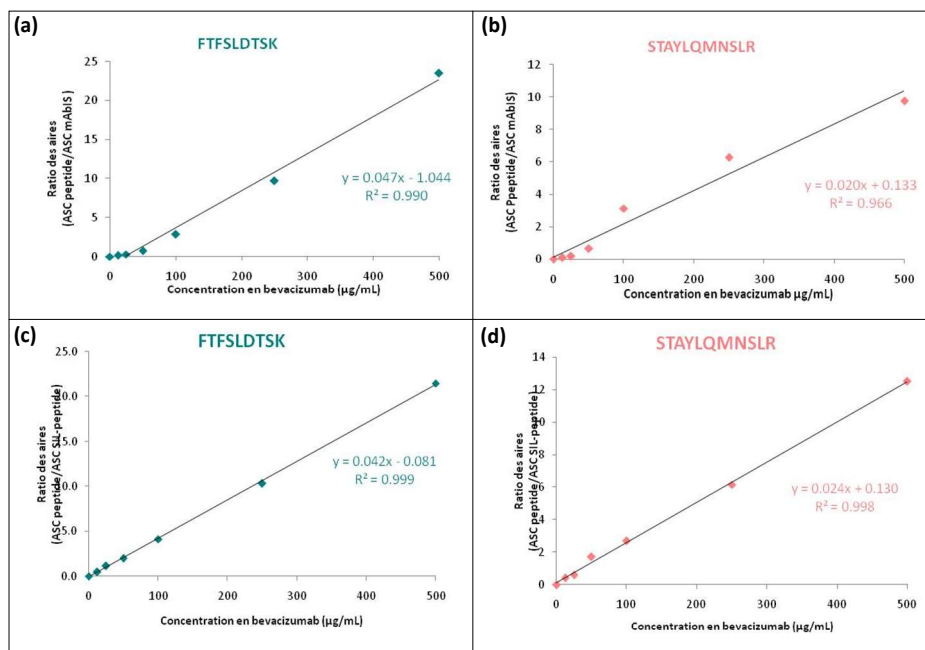 (a)
FTFSLDTSK
Ratio des aires
(ASC peptide/ASC mAbIS )
25
20
15
10
5
0
y = 0.047x - 1.044
R² = 0.990
0 100 200 300 400 500
Concentration en bevacizumab (µg/mL)
(b)
STAYLQMNSLR
Ratio des aires
(ASC Ppeptide/ASC mAbIS)
12
10
8
6
4
2
0
y = 0.020x + 0.133
R² = 0.966
0 100 200 300 400 500
Concentration en bevacizumab µg/mL)
(c)
FTFSLDTSK
Ratio des aires
(ASC peptide/ASC SIL-peptide)
25.0
5.0
0.0
y = 0.042x - 0.081
R² = 0.999
0 100 200 300 400 500
Concentration en bevacizumab (µg/mL)
(d)
STAYLQMNSLR
Ratio des aires
(ASC peptide/ASC SIL-peptide)
14
12
2
0
y = 0.024x + 0.130
R² = 0.998
0 100 200 300 400 500
Concentration en bevacizumab (µg/mL)